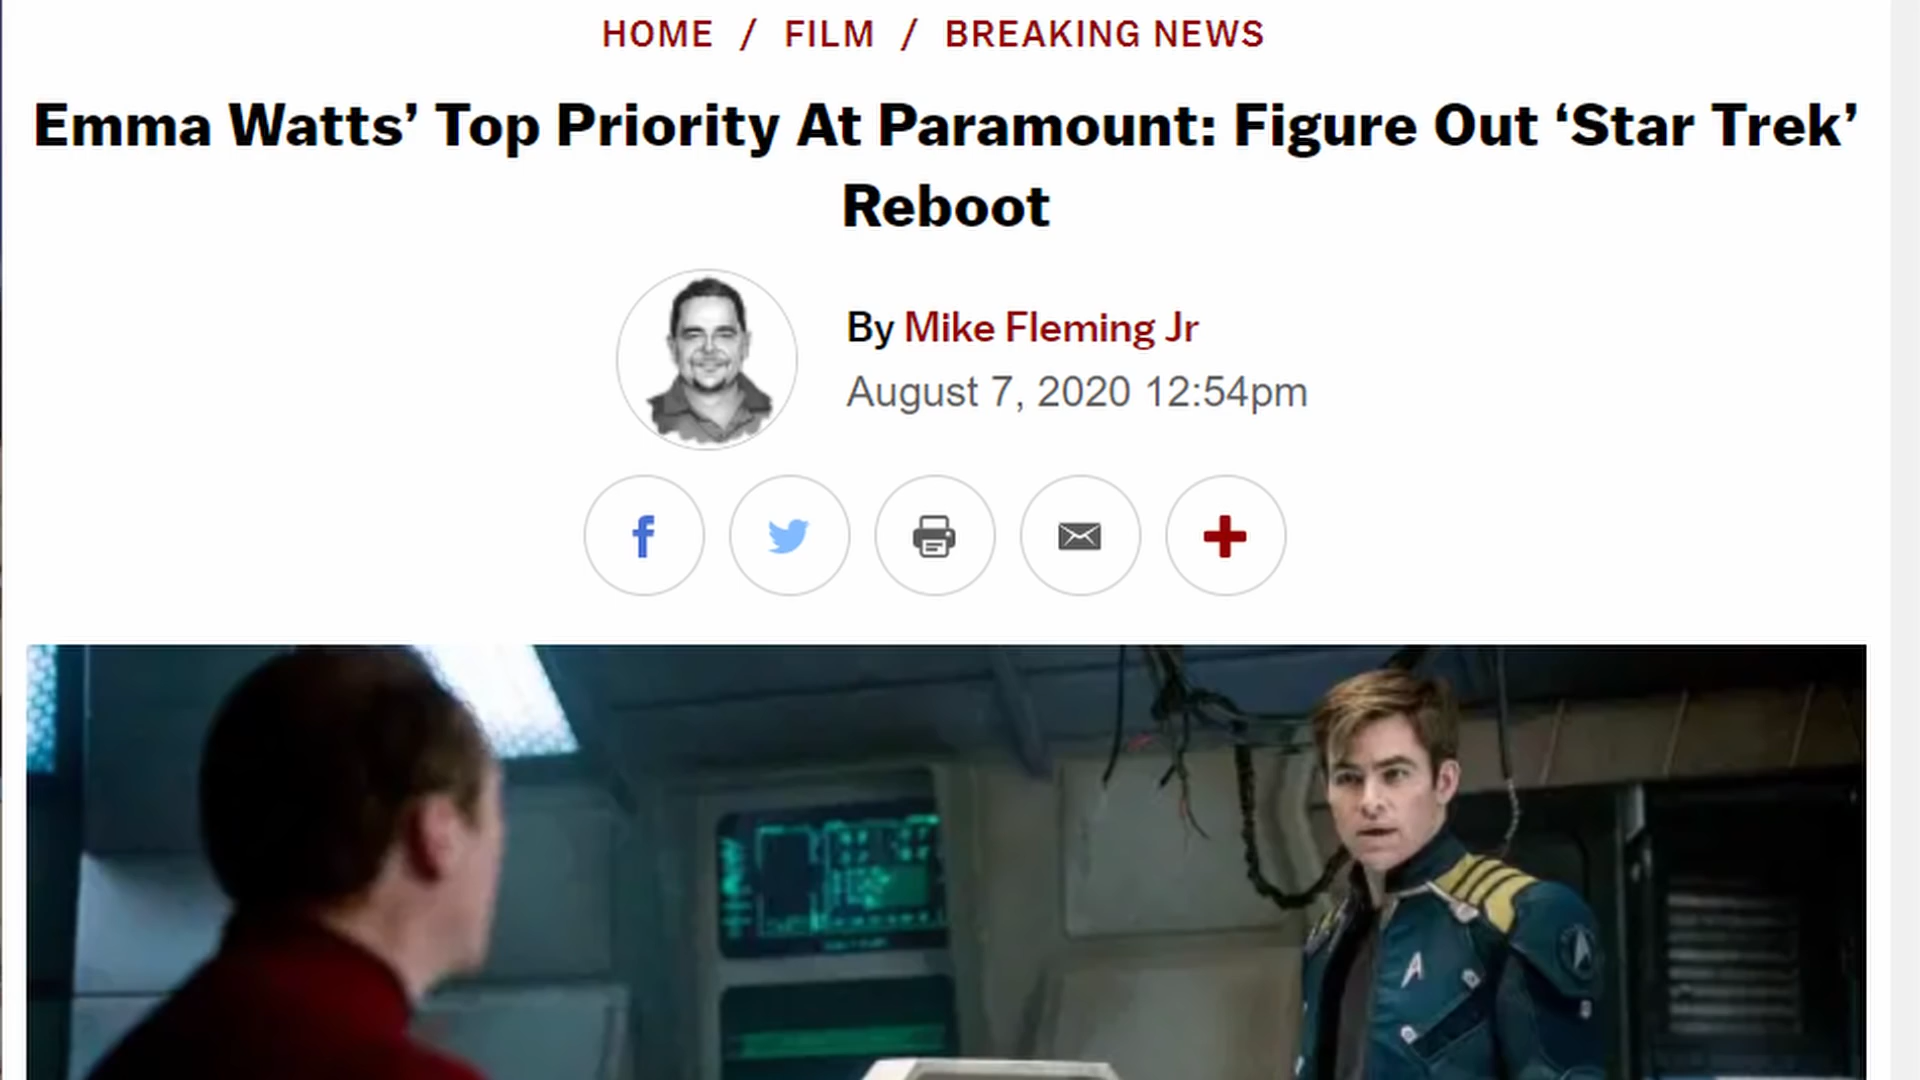 HOME / FILM / BREAKING NEWS
Emma Watts’ Top Priority At Paramount: Figure Out ‘Star Trek’
Reboot
By Mike Fleming Jr
August 7, 2020 12:54pm